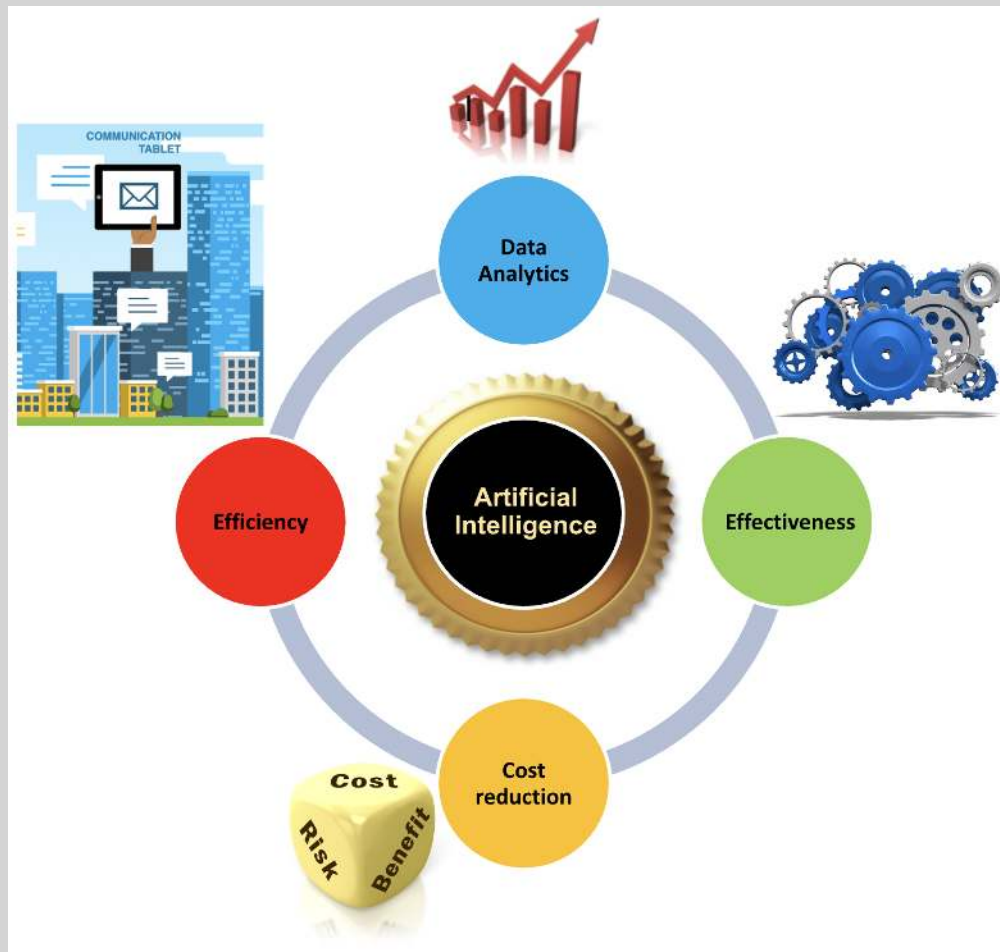 COMMUNICATION
TABLET
Data
Analytics
Efficiency
Artificial
Intelligence
Effectiveness
Cost
reduction
Cost
Risk
Benefit